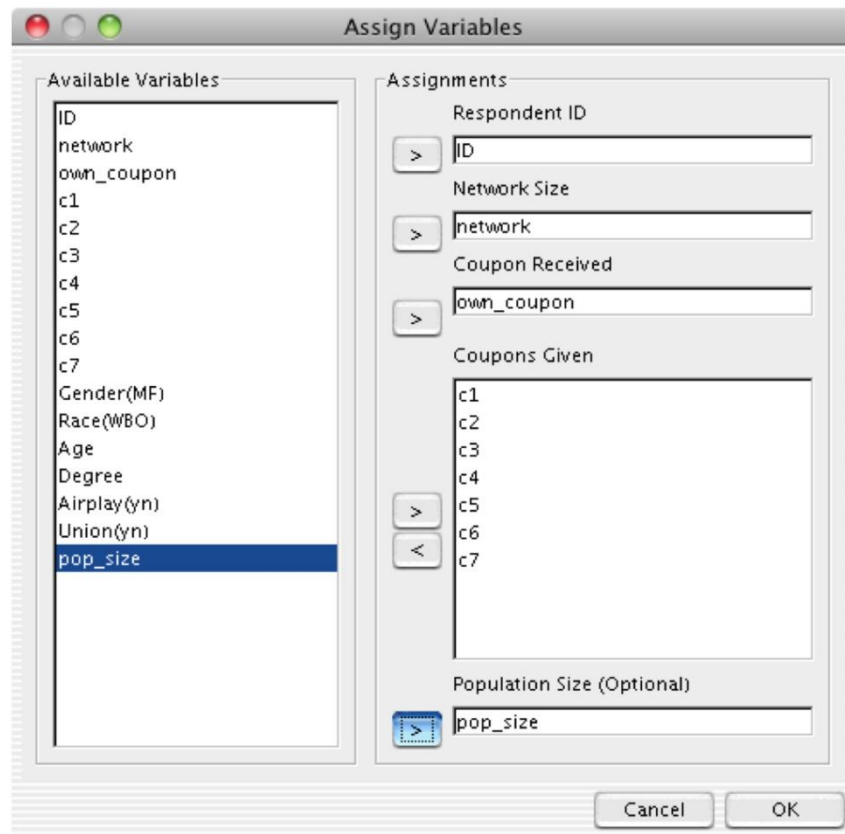 Assign Variables
Available Variables
ID
network
own_coupon
c1
c2
c3
c4
c5
c6
c7
Gender(MF)
Race(WBO)
Age
Degree
Airplay(yn)
Union(yn)
pop_size
Assignments
Respondent ID
>
ID
Network Size
>
network
Coupon Received
>
own_coupon
Coupons Given
c1
c2
c3
c4
c5
c6
c7
>
<
Population Size (Optional)
>
pop_size
Cancel
OK